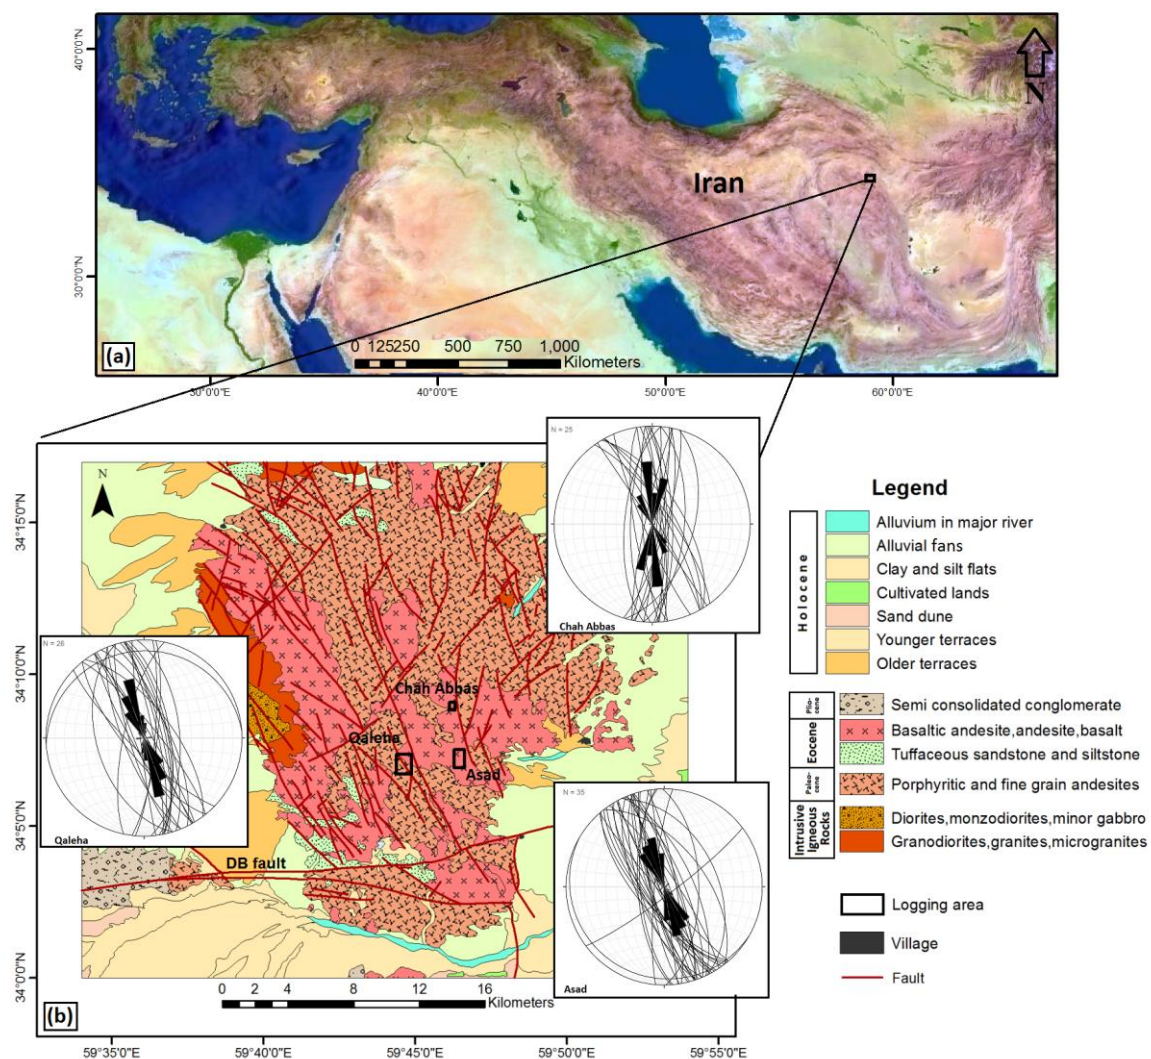 40°0'0"N
30°0'0"N
N
Iran
0 125250 500 750 1,000
Kilometers
(a)
30°0'0"E
40°0'0"E
50°0'0"E
60°0'0"E
N
34°15'0"N
34°10'0"N
34°5'0"N
34°0'0"N
N = 25
Chah Abbas
N = 26
Qaleha
N = 35
Asad
Chah Abbas
Qaleha
Asad
DB fault
0 1 2 4 8 12 16
Kilometers
(b)
59°35'0"E
59°40'0"E
59°45'0"E
59°50'0"E
59°55'0"E
Legend
Holocene
Alluvium in major river
Alluvial fans
Clay and silt flats
Cultivated lands
Sand dune
Younger terraces
Older terraces
Plio-
cene
Semi consolidated conglomerate
Eocene
Basaltic andesite,andesite,basalt
Tuffaceous sandstone and siltstone
Paleo-
cene
Porphyritic and fine grain andesites
Intrusive
Igneous
Rocks
Diorites,monzodiorites,minor gabbro
Granodiorites,granites,microgranites
Logging area
Village
Fault